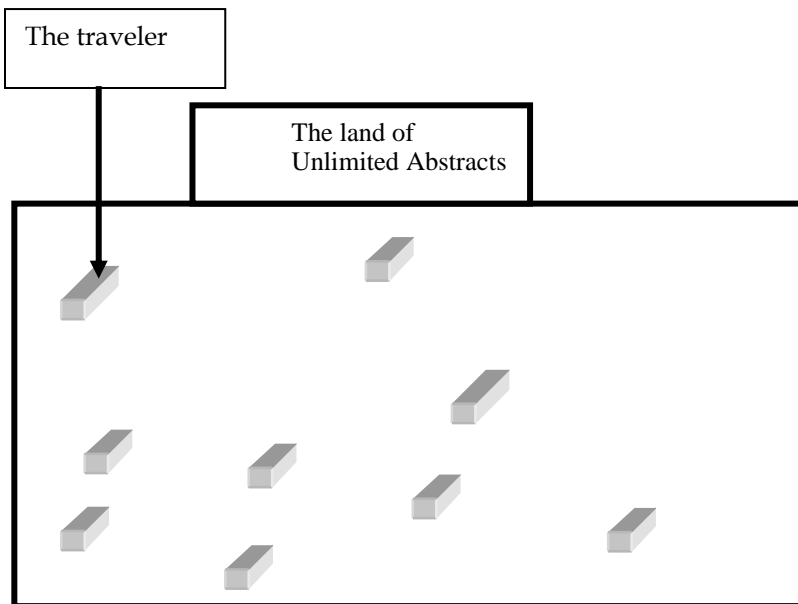 The traveler
The land of
Unlimited Abstracts